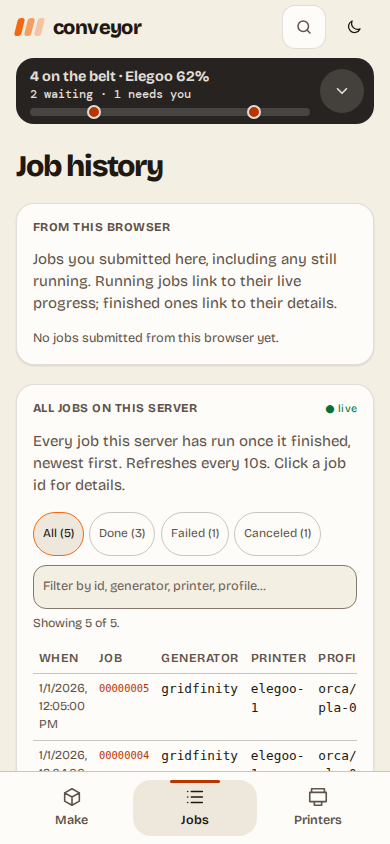 conveyor
4 on the belt · Elegoo 62%
2 waiting · 1 needs you
Job history
FROM THIS BROWSER
Jobs you submitted here, including any still
running. Running jobs link to their live
progress; finished ones link to their details.
No jobs submitted from this browser yet.
ALL JOBS ON THIS SERVER
live
Every job this server has run once it finished,
newest first. Refreshes every 10s. Click a job
id for details.
All (5) Done (3) Failed (1) Canceled (1)
Filter by id, generator, printer, profile...
Showing 5 of 5.
WHEN JOB GENERATOR PRINTER PROFI
1/1/2026, 00000005 gridfinity elegoo- orca/
12:05:00 1 pla-0
PM
1/1/2026, 00000004 gridfinity elegoo- orca/
Make Jobs Printers